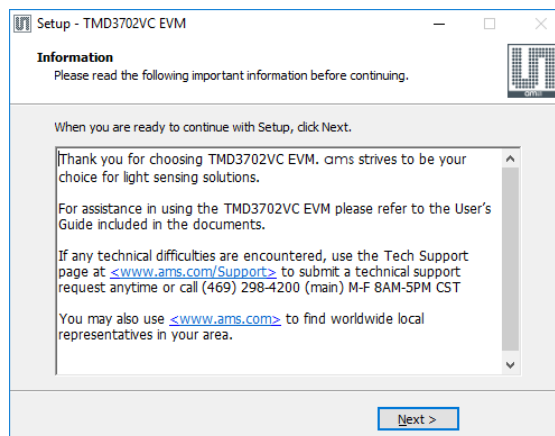 Setup - TMD3702VC EVM
Information
Please read the following important information before continuing.
am
When you are ready to continue with Setup, click Next.
Thank you for choosing TMD3702VC EVM. ams strives to be your
choice for light sensing solutions.
For assistance in using the TMD3702VC EVM please refer to the User's
Guide included in the documents.
If any technical difficulties are encountered, use the Tech Support
page at <www.ams.com/Support> to submit a technical support
request anytime or call (469) 298-4200 (main) M-F 8AM-5PM CST
You may also use <www.ams.com> to find worldwide local
representatives in your area.
Next >